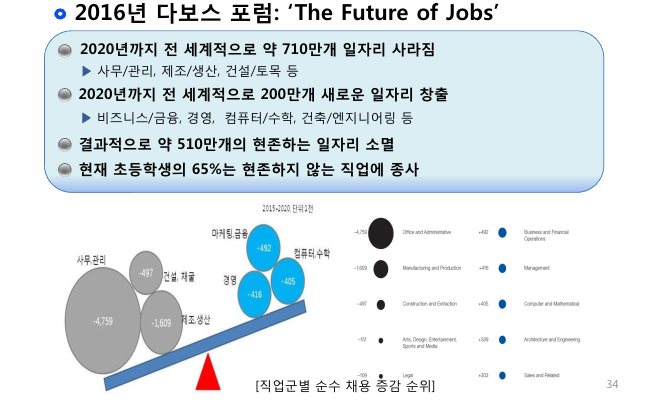 2016년 다보스 포럼: ‘The Future of Jobs’
2020년까지 전 세계적으로 약 710만개 일자리 사라짐
사무/관리, 제조/생산, 건설/토목 등
2020년까지 전 세계적으로 200만개 새로운 일자리 창출
비즈니스/금융, 경영, 컴퓨터/수학, 건축/엔지니어링 등
결과적으로 약 510만개의 현존하는 일자리 소멸
현재 초등학생의 65%는 현존하지 않는 직업에 종사
2015~2020, 단위1천
마케팅,금융
+492
컴퓨터,수학
+405
경영
+416
사무,관리
-4,759
-497
건설, 채굴
-1,609
제조,생산
-4,759 Office and Administrative
+492 Business and Financial
Operations
-1,609 Manufacturing and Production
+416 Management
-497 Construction and Extraction
+405 Computer and Mathematical
-151 Arts, Design, Entertainment,
Sports and Media
+339 Architecture and Engineering
-109 Legal
+303 Sales and Related
[직업군별 순수 채용 증감 순위]
34